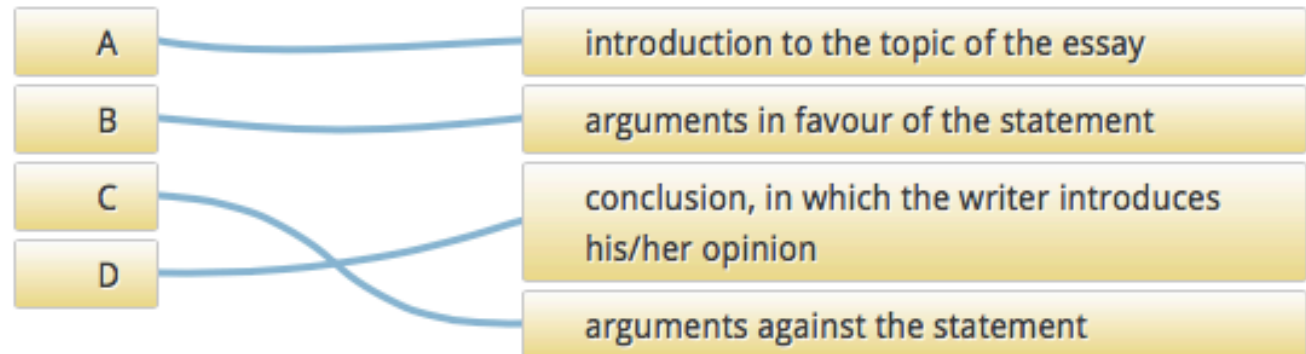 A
introduction to the topic of the essay
B
arguments in favour of the statement
C
conclusion, in which the writer introduces
his/her opinion
D
arguments against the statement